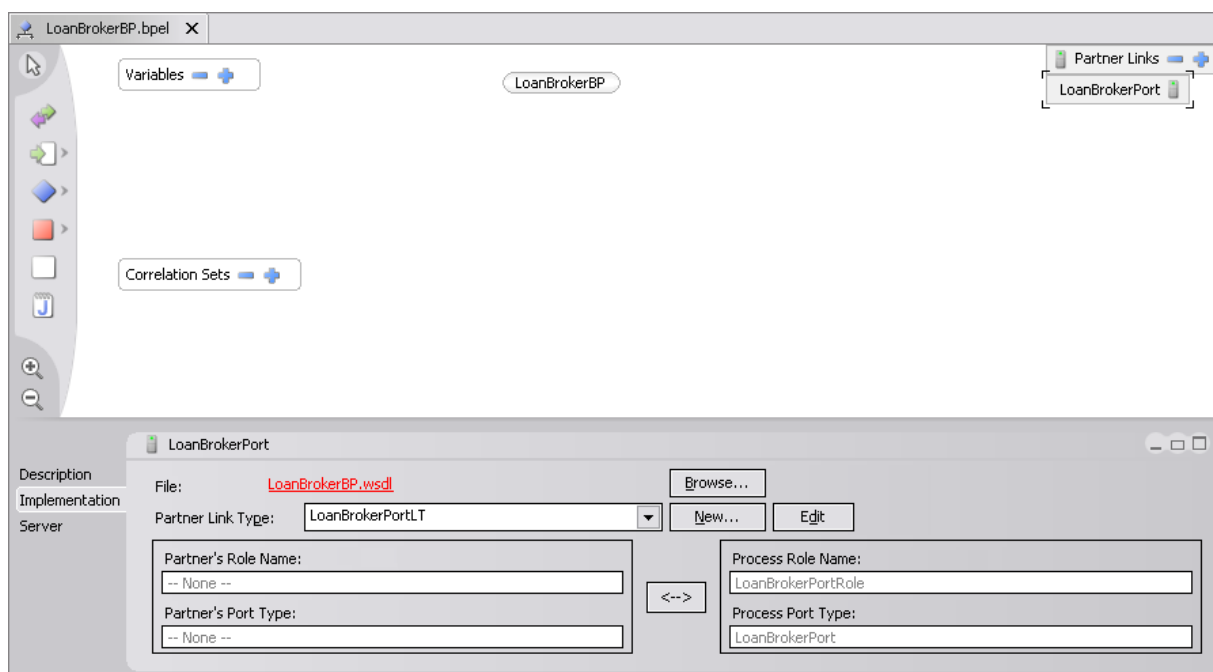 LoanBrokerBP.bpel X
Variables
LoanBrokerBP
Partner Links
LoanBrokerPort
Correlation Sets
J
LoanBrokerPort
Description
Implementation
Server
File: LoanBrokerBP.wsdl Browse...
Partner Link Type: LoanBrokerPortLT New... Edit
Partner's Role Name:
-- None --
Partner's Port Type:
-- None --
<-->
Process Role Name:
LoanBrokerPortRole
Process Port Type:
LoanBrokerPort